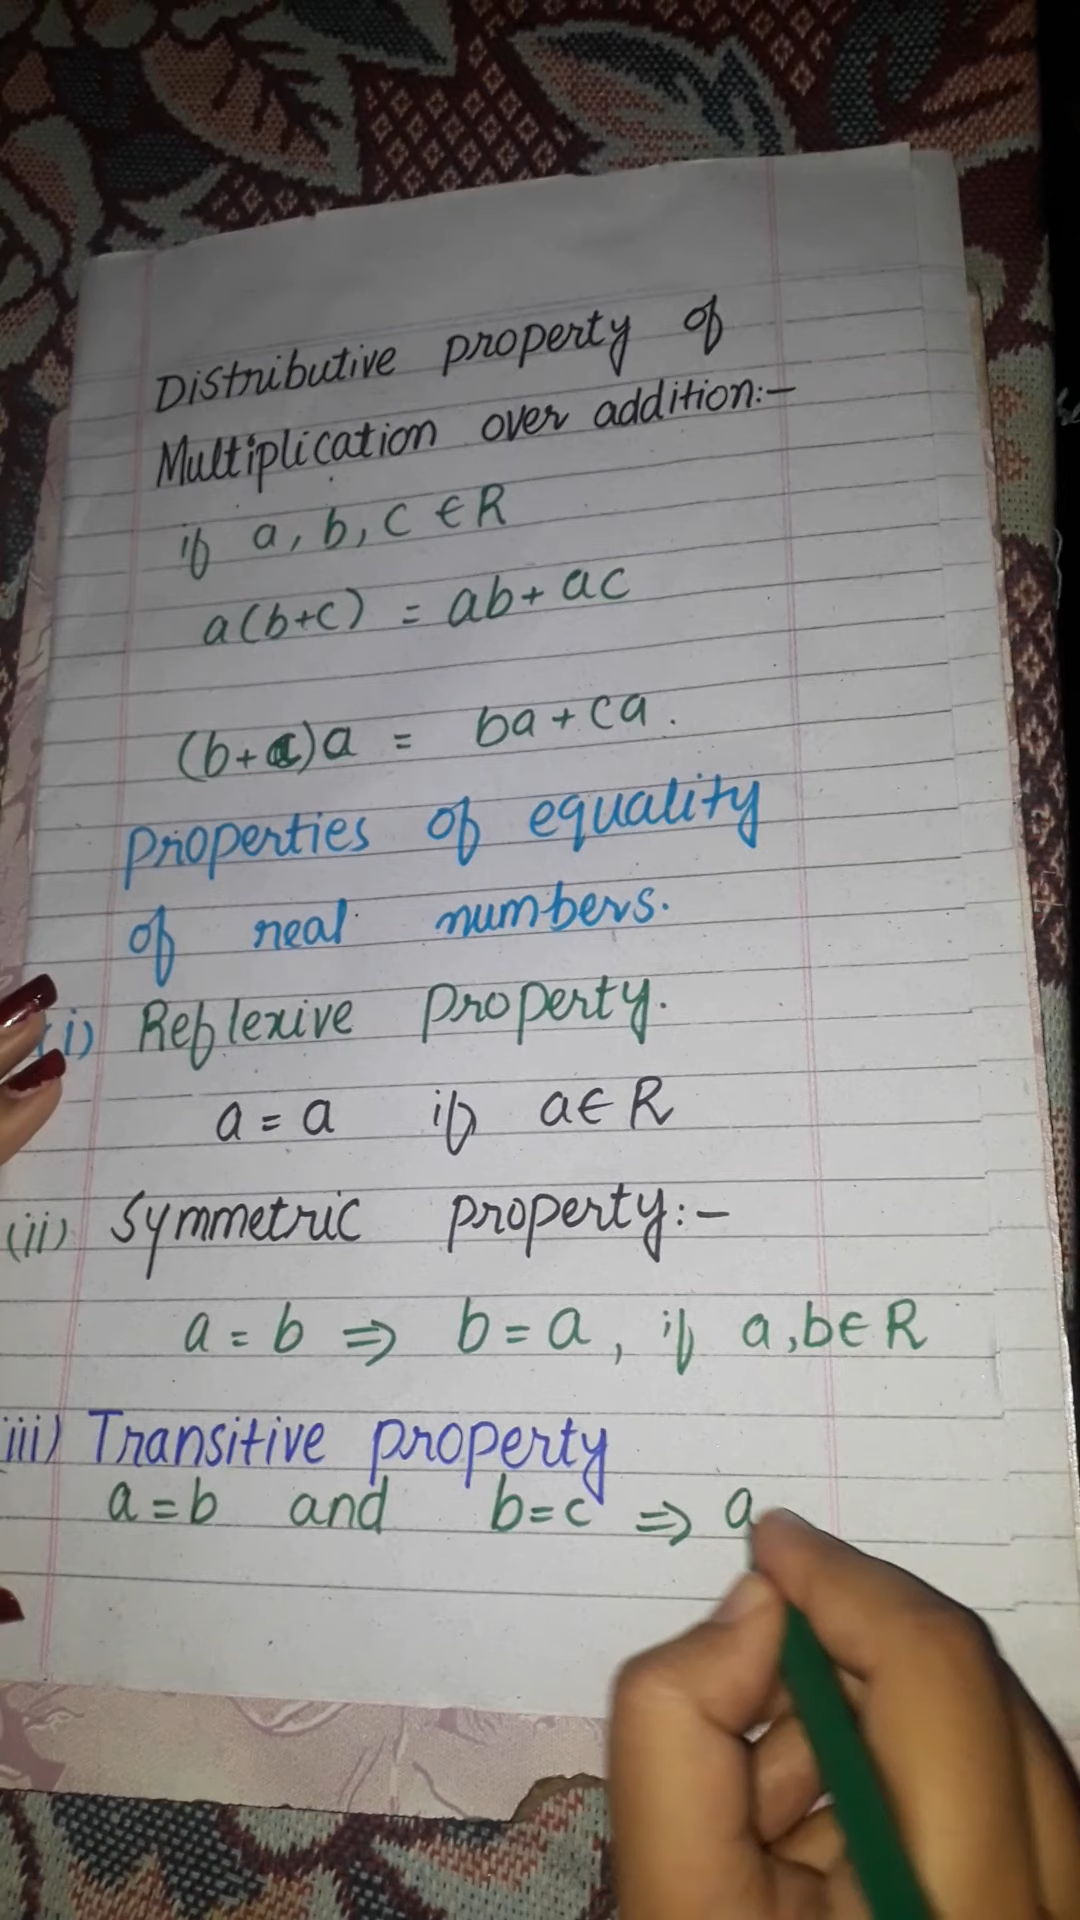 Distributive property of
Multiplication over addition:-
if a, b, c ∈ R
a(b+c) = ab + ac
(b+c)a = ba + ca.
Properties of equality
of real numbers.
(i) Reflexive Property.
a = a if a ∈ R
(ii) Symmetric property:-
a = b ⇒ b = a, if a, b ∈ R
iii) Transitive property
a = b and b = c ⇒ a